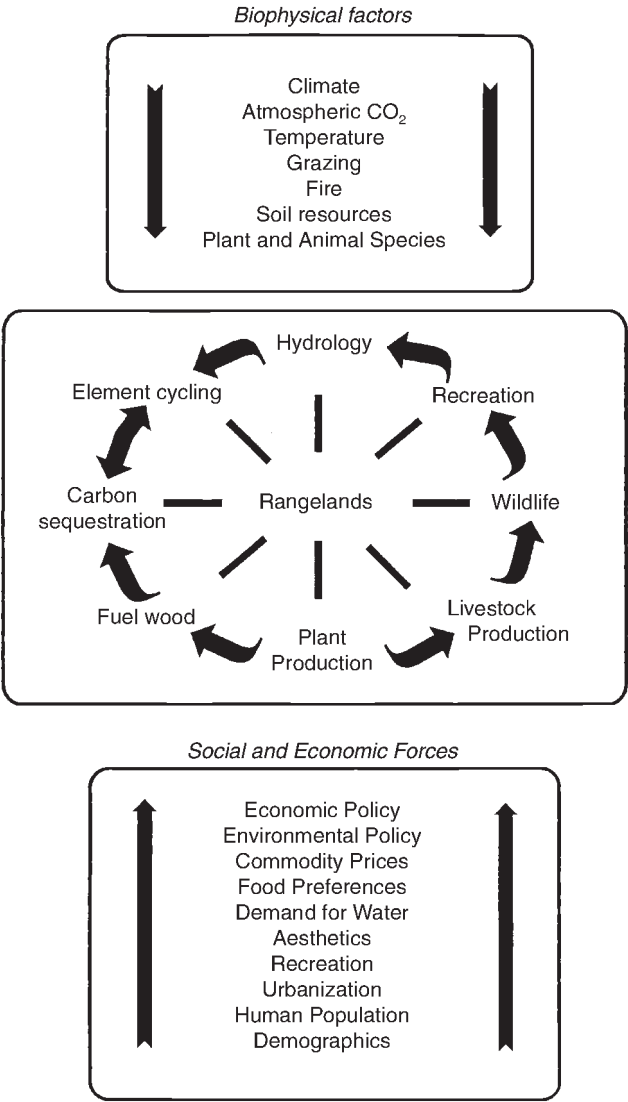 Biophysical factors
Climate
Atmospheric CO₂
Temperature
Grazing
Fire
Soil resources
Plant and Animal Species
Hydrology
Element cycling
Recreation
Carbon
sequestration
Rangelands
Wildlife
Fuel wood
Plant
Production
Livestock
Production
Social and Economic Forces
Economic Policy
Environmental Policy
Commodity Prices
Food Preferences
Demand for Water
Aesthetics
Recreation
Urbanization
Human Population
Demographics